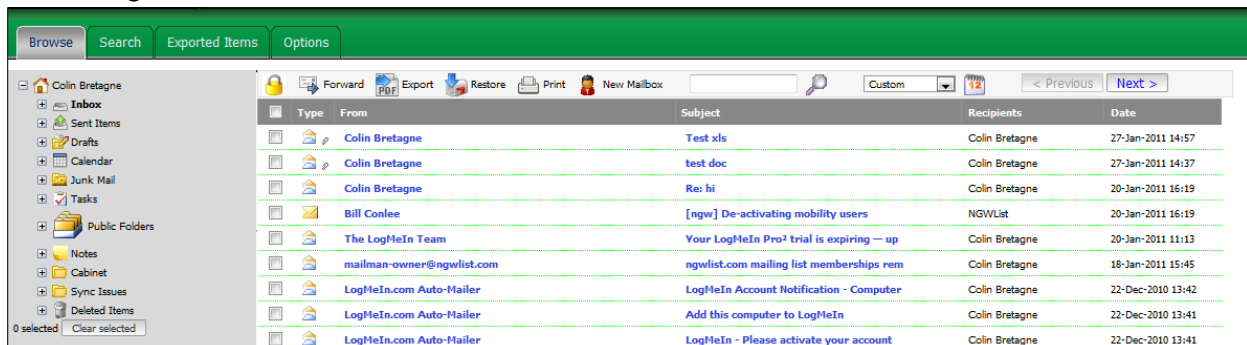 Browse Search Exported Items Options
Colin Bretagne
Inbox
Sent Items
Drafts
Calendar
Junk Mail
Tasks
Public Folders
Notes
Cabinet
Sync Issues
Deleted Items
0 selected Clear selected
Forward PDF Export Restore Print New Mailbox Custom 12 < Previous Next >
Type From Subject Recipients Date
Colin Bretagne Test xls Colin Bretagne 27-Jan-2011 14:57
Colin Bretagne test doc Colin Bretagne 27-Jan-2011 14:37
Colin Bretagne Re: hi Colin Bretagne 20-Jan-2011 16:19
Bill Conlee [ngw] De-activating mobility users NGWList 20-Jan-2011 16:19
The LogMeIn Team Your LogMeIn Pro² trial is expiring — up Colin Bretagne 20-Jan-2011 11:13
mailman-owner@ngwlist.com ngwlist.com mailing list memberships rem Colin Bretagne 18-Jan-2011 15:45
LogMeIn.com Auto-Mailer LogMeIn Account Notification - Computer Colin Bretagne 22-Dec-2010 13:42
LogMeIn.com Auto-Mailer Add this computer to LogMeIn Colin Bretagne 22-Dec-2010 13:41
LogMeIn.com Auto-Mailer LogMeIn - Please activate your account Colin Bretagne 22-Dec-2010 13:41